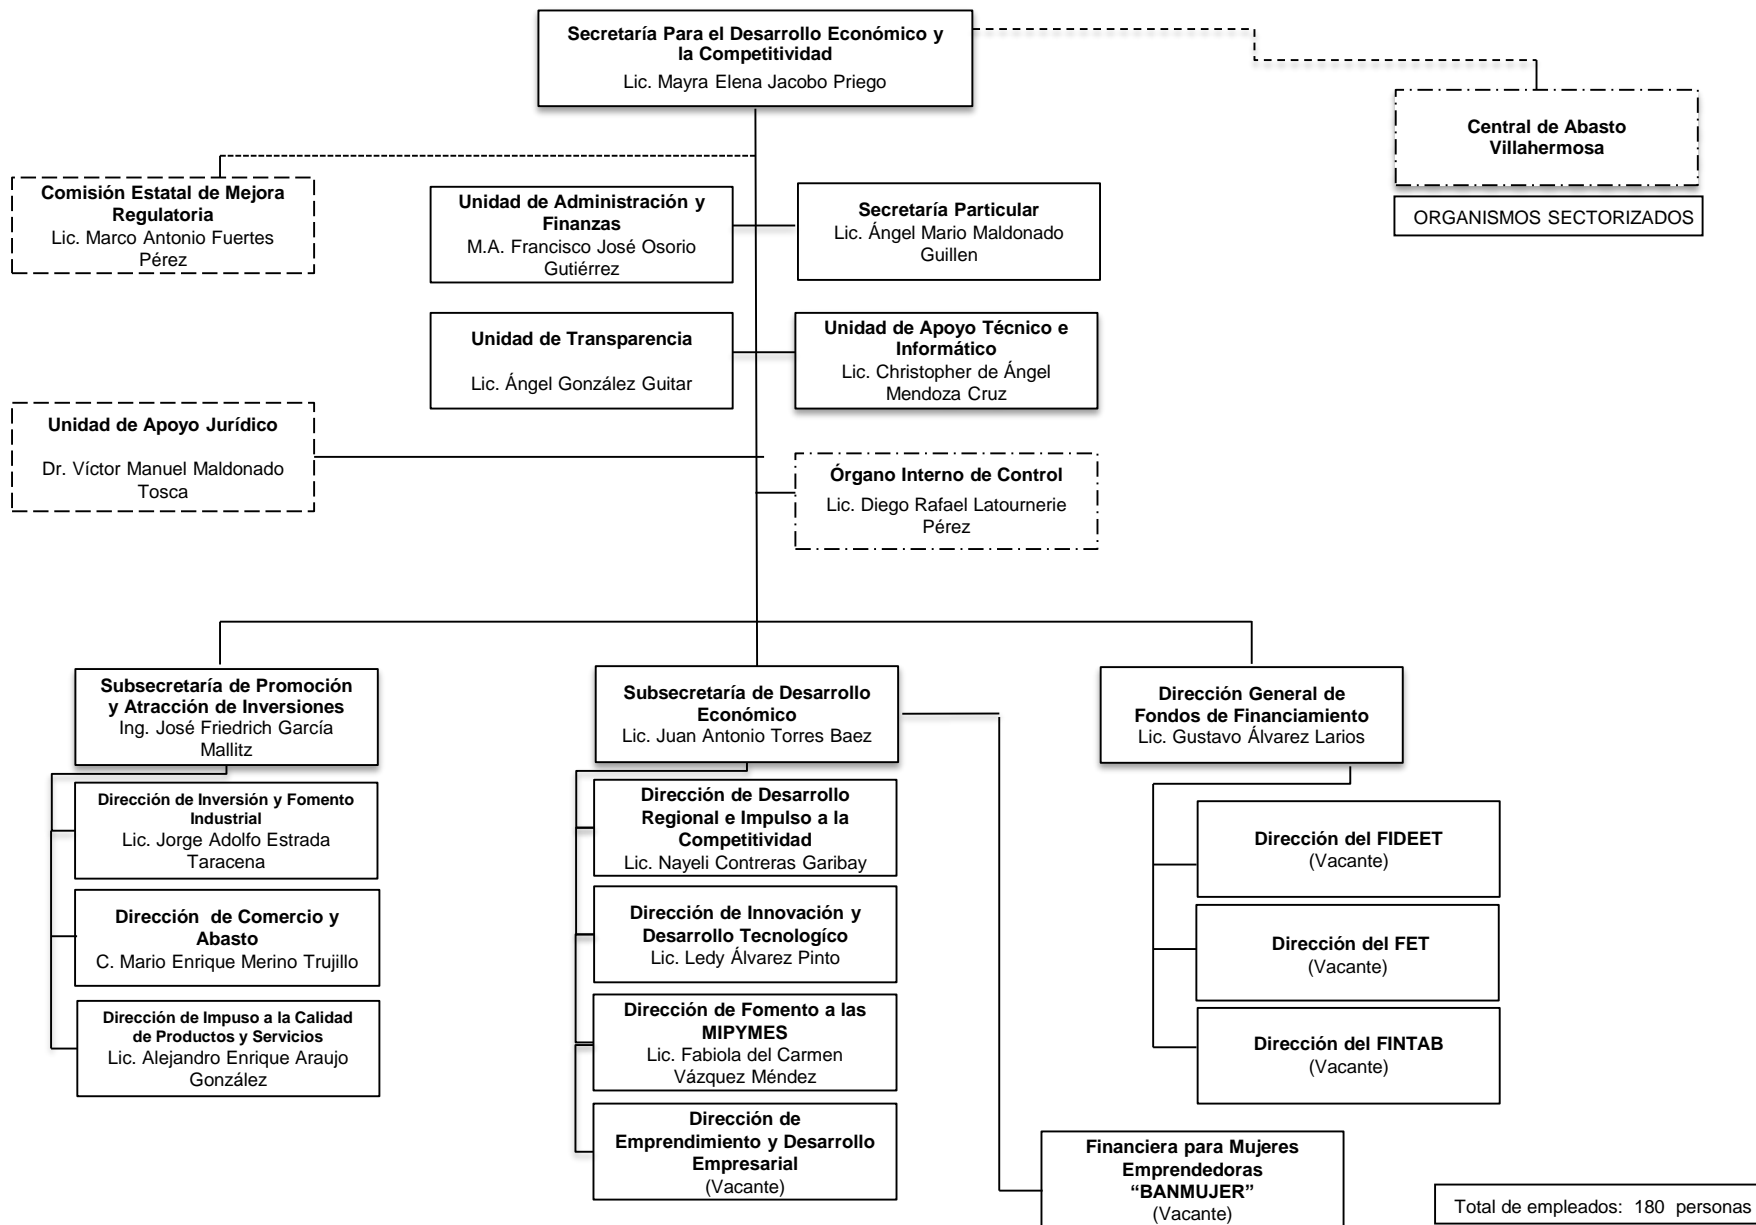 Secretaría Para el Desarrollo Económico y
la Competitividad
Lic. Mayra Elena Jacobo Priego
Central de Abasto
Villahermosa
ORGANISMOS SECTORIZADOS
Comisión Estatal de Mejora
Regulatoria
Lic. Marco Antonio Fuertes
Pérez
Unidad de Administración y
Finanzas
M.A. Francisco José Osorio
Gutiérrez
Secretaría Particular
Lic. Ángel Mario Maldonado
Guillen
Unidad de Transparencia
Lic. Ángel González Guitar
Unidad de Apoyo Técnico e
Informático
Lic. Christopher de Ángel
Mendoza Cruz
Unidad de Apoyo Jurídico
Dr. Víctor Manuel Maldonado
Tosca
Órgano Interno de Control
Lic. Diego Rafael Latournerie
Pérez
Subsecretaría de Promoción
y Atracción de Inversiones
Ing. José Friedrich García
Mallitz
Dirección de Inversión y Fomento
Industrial
Lic. Jorge Adolfo Estrada
Taracena
Dirección de Comercio y
Abasto
C. Mario Enrique Merino Trujillo
Dirección de Impuso a la Calidad
de Productos y Servicios
Lic. Alejandro Enrique Araujo
González
Subsecretaría de Desarrollo
Económico
Lic. Juan Antonio Torres Baez
Dirección de Desarrollo
Regional e Impulso a la
Competitividad
Lic. Nayeli Contreras Garibay
Dirección de Innovación y
Desarrollo Tecnologíco
Lic. Ledy Álvarez Pinto
Dirección de Fomento a las
MIPYMES
Lic. Fabiola del Carmen
Vázquez Méndez
Dirección de
Emprendimiento y Desarrollo
Empresarial
(Vacante)
Financiera para Mujeres
Emprendedoras
“BANMUJER”
(Vacante)
Dirección General de
Fondos de Financiamiento
Lic. Gustavo Álvarez Larios
Dirección del FIDEET
(Vacante)
Dirección del FET
(Vacante)
Dirección del FINTAB
(Vacante)
Total de empleados: 180 personas